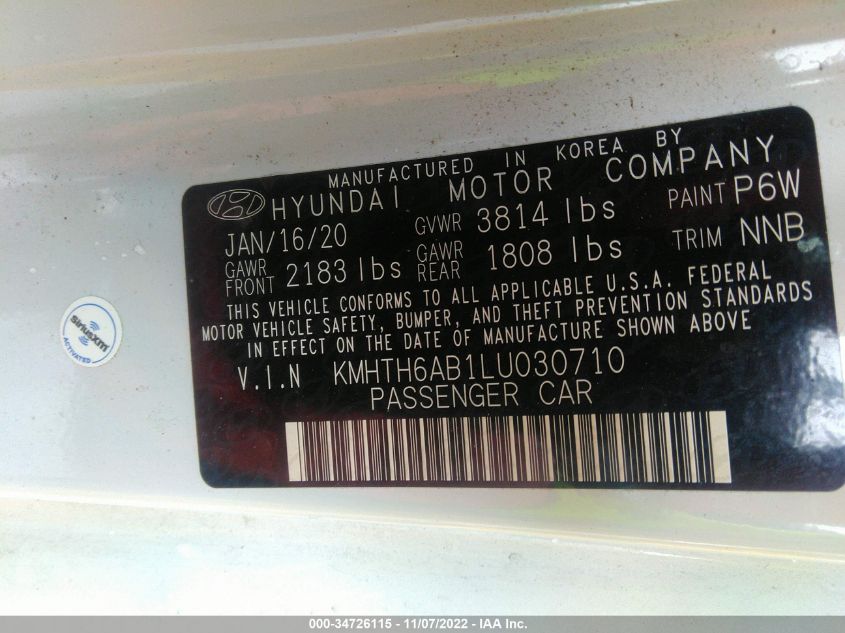 MANUFACTURED IN KOREA BY
HYUNDAI MOTOR COMPANY
JAN/16/20 GVWR 3814 lbs PAINT P6W
GAWR FRONT 2183 lbs GAWR REAR 1808 lbs TRIM NNB
THIS VEHICLE CONFORMS TO ALL APPLICABLE U.S.A. FEDERAL
MOTOR VEHICLE SAFETY, BUMPER, AND THEFT PREVENTION STANDARDS
IN EFFECT ON THE DATE OF MANUFACTURE SHOWN ABOVE
V.I.N KMHTH6AB1LU030710
PASSENGER CAR
siriusxm
ACTIVATED
000-34726115 - 11/07/2022 - IAA Inc.